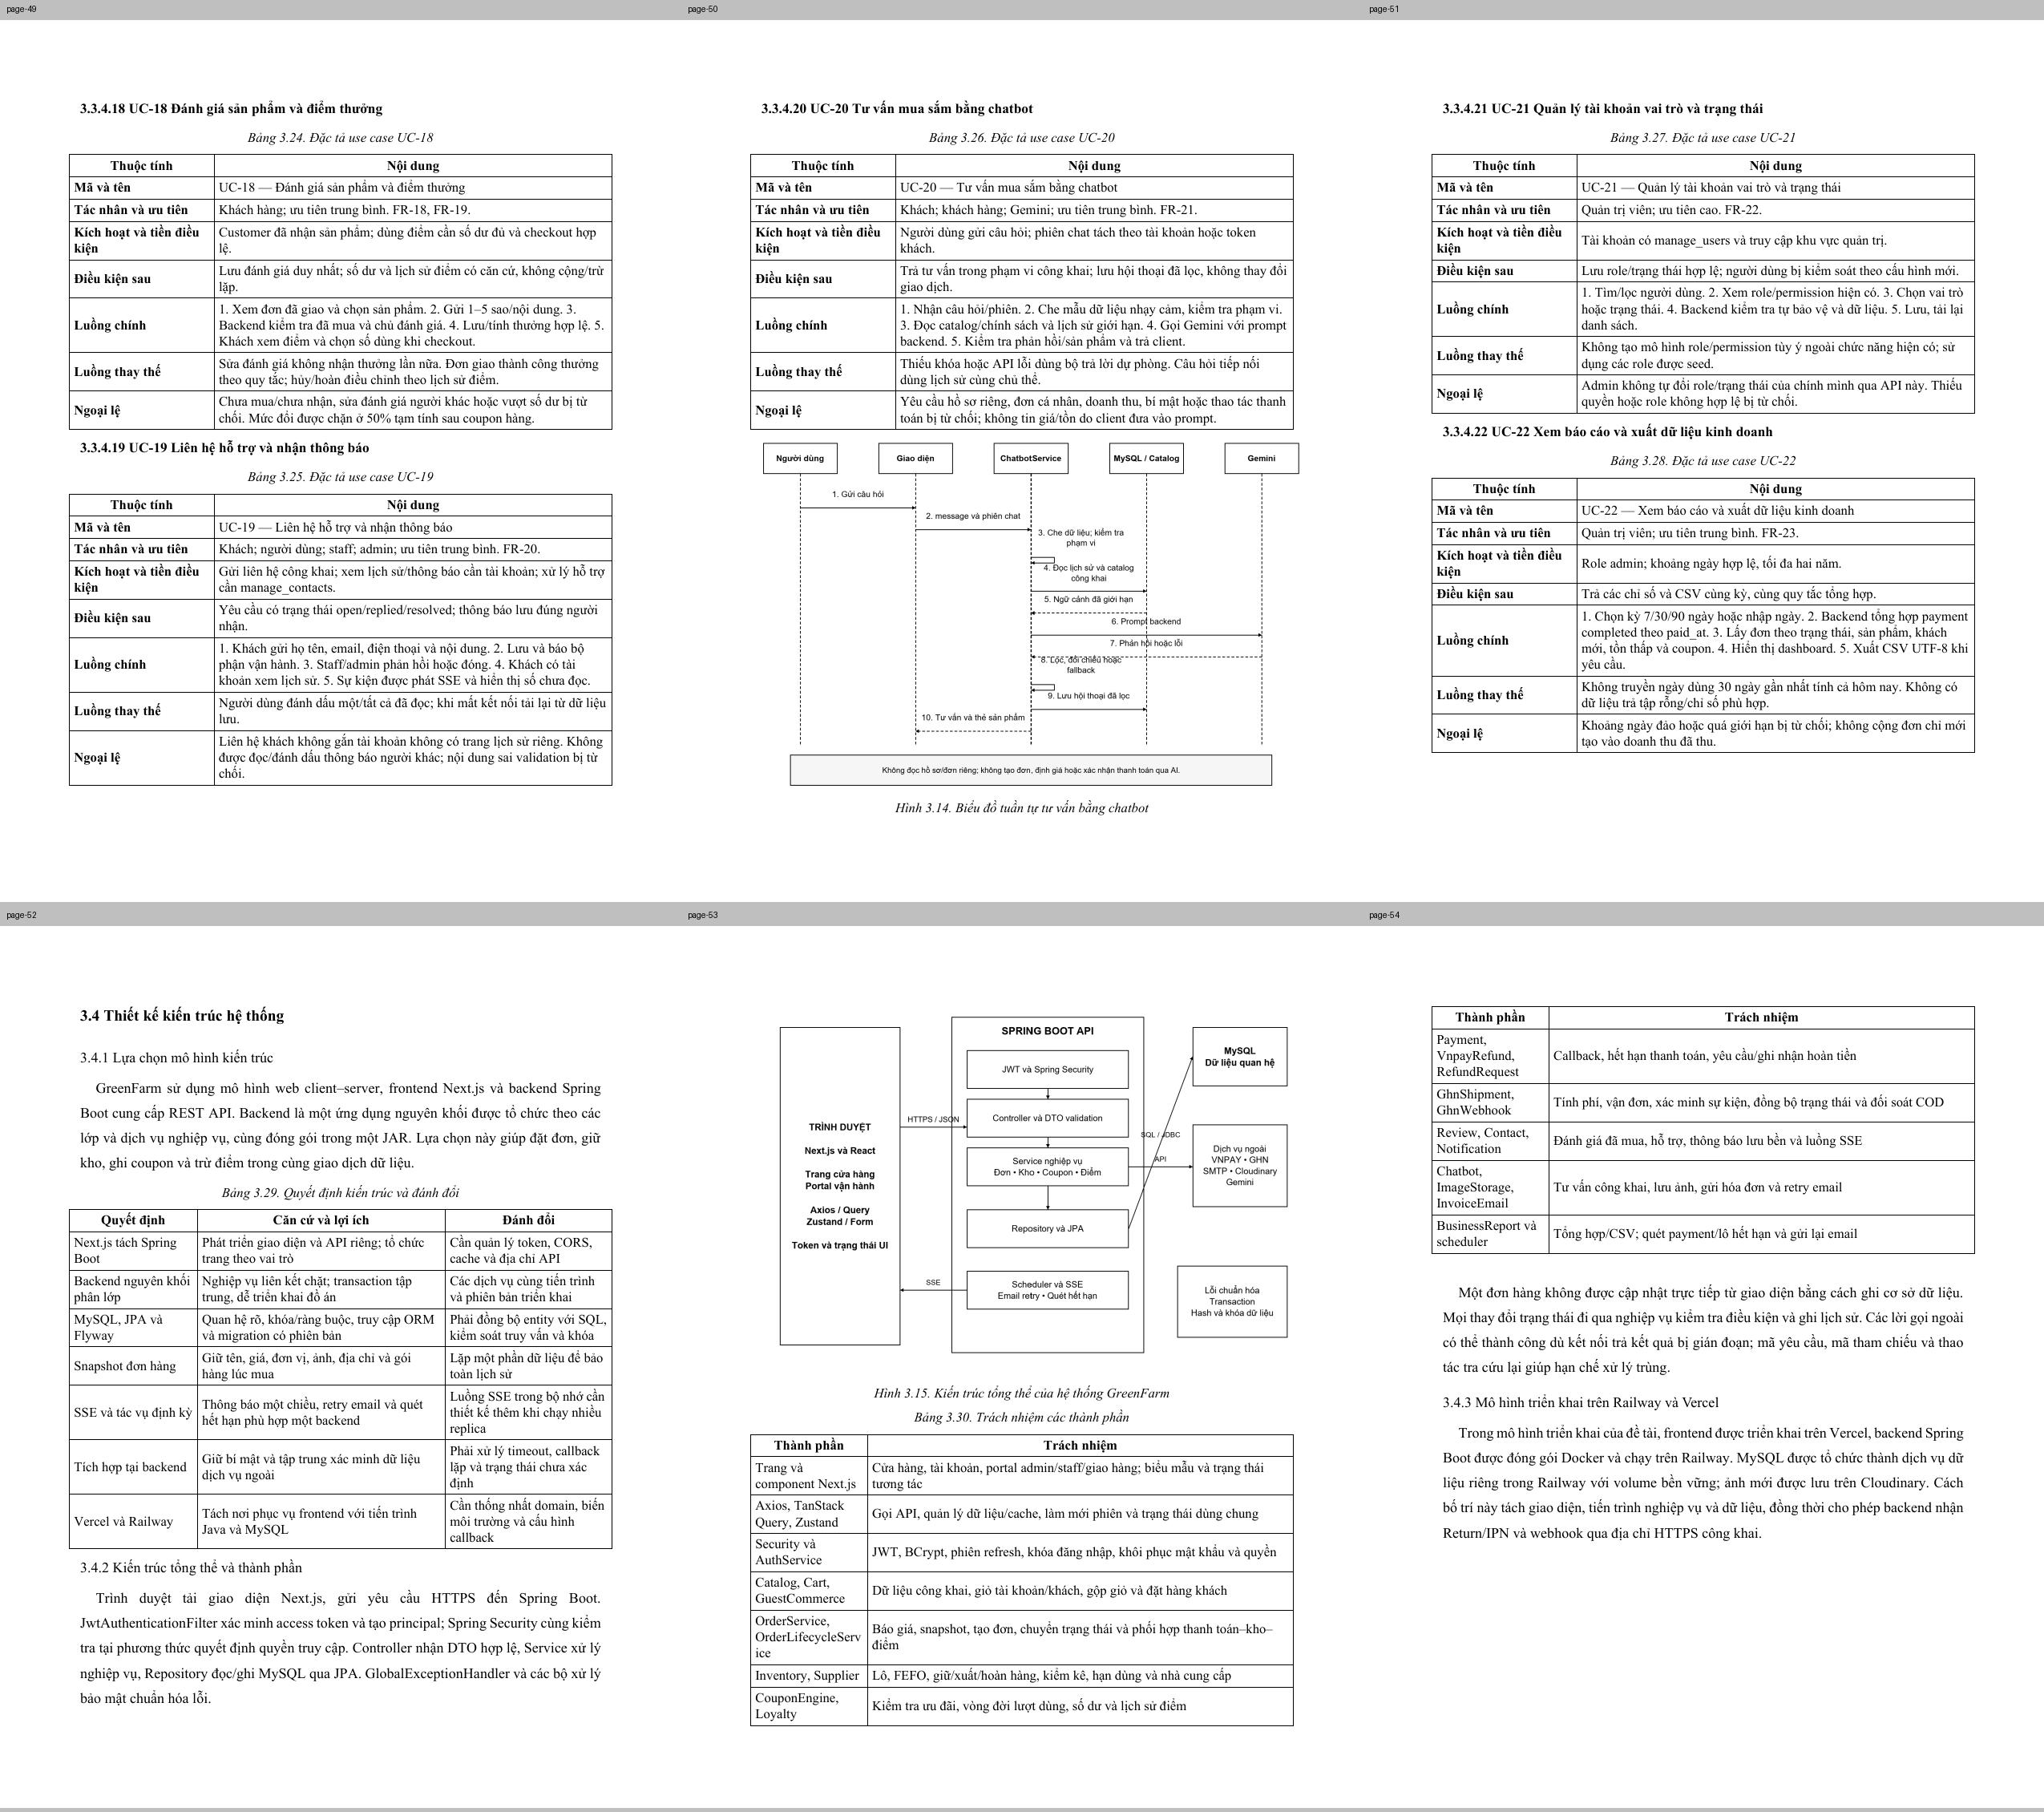 page-49
3.3.4.18 UC-18 Đánh giá sản phẩm và điểm thưởng
Bảng 3.24. Đặc tả use case UC-18
Thuộc tính Nội dung
Mã và tên UC-18 — Đánh giá sản phẩm và điểm thưởng
Tác nhân và ưu tiên Khách hàng; ưu tiên trung bình. FR-18, FR-19.
Kích hoạt và tiền điều kiện Customer đã nhận sản phẩm; dùng điểm cần số dư đủ và checkout hợp
lệ.
Điều kiện sau Lưu đánh giá duy nhất; số dư và lịch sử điểm có căn cứ, không cộng/trừ
lặp.
Luồng chính 1. Xem đơn đã giao và chọn sản phẩm. 2. Gửi 1–5 sao/nội dung. 3.
Backend kiểm tra đã mua và chủ đánh giá. 4. Lưu/tính thưởng hợp lệ. 5.
Khách xem điểm và chọn số dùng khi checkout.
Luồng thay thế Sửa đánh giá không nhận thưởng lần nữa. Đơn giao thành công thưởng
theo quy tắc; hủy/hoàn điều chỉnh theo lịch sử điểm.
Ngoại lệ Chưa mua/chưa nhận, sửa đánh giá người khác hoặc vượt số dư bị từ
chối. Mức đổi được chặn ở 50% tạm tính sau coupon hàng.
3.3.4.19 UC-19 Liên hệ hỗ trợ và nhận thông báo
Bảng 3.25. Đặc tả use case UC-19
Thuộc tính Nội dung
Mã và tên UC-19 — Liên hệ hỗ trợ và nhận thông báo
Tác nhân và ưu tiên Khách; người dùng; staff; admin; ưu tiên trung bình. FR-20.
Kích hoạt và tiền điều kiện Gửi liên hệ công khai; xem lịch sử/thông báo cần tài khoản; xử lý hỗ trợ
cần manage_contacts.
Điều kiện sau Yêu cầu có trạng thái open/replied/resolved; thông báo lưu đúng người
nhận.
Luồng chính 1. Khách gửi họ tên, email, điện thoại và nội dung. 2. Lưu và báo bộ
phận vận hành. 3. Staff/admin phản hồi hoặc đóng. 4. Khách có tài
khoản xem lịch sử. 5. Sự kiện được phát SSE và hiển thị số chưa đọc.
Luồng thay thế Người dùng đánh dấu một/tất cả đã đọc; khi mất kết nối tải lại từ dữ liệu
lưu.
Ngoại lệ Liên hệ khách không gắn tài khoản không có trang lịch sử riêng. Không
được đọc/đánh dấu thông báo người khác; nội dung sai validation bị từ
chối.
page-50
3.3.4.20 UC-20 Tư vấn mua sắm bằng chatbot
Bảng 3.26. Đặc tả use case UC-20
Thuộc tính Nội dung
Mã và tên UC-20 — Tư vấn mua sắm bằng chatbot
Tác nhân và ưu tiên Khách; khách hàng; Gemini; ưu tiên trung bình. FR-21.
Kích hoạt và tiền điều kiện Người dùng gửi câu hỏi; phiên chat tách theo tài khoản hoặc token
khách.
Điều kiện sau Trả tư vấn trong phạm vi công khai; lưu hội thoại đã lọc, không thay đổi
giao dịch.
Luồng chính 1. Nhận câu hỏi/phiên. 2. Che mẫu dữ liệu nhạy cảm, kiểm tra phạm vi.
3. Đọc catalog/chính sách và lịch sử giới hạn. 4. Gọi Gemini với prompt
backend. 5. Kiểm tra phản hồi/sản phẩm và trả client.
Luồng thay thế Thiếu khóa hoặc API lỗi dùng bộ trả lời dự phòng. Câu hỏi tiếp nối
dùng lịch sử cùng chủ thể.
Ngoại lệ Yêu cầu hồ sơ riêng, đơn cá nhân, doanh thu, bí mật hoặc thao tác thanh
toán bị từ chối; không tin giá/tồn do client đưa vào prompt.
Người dùng Giao diện ChatbotService MySQL / Catalog Gemini
1. Gửi câu hỏi
2. message và phiên chat
3. Che dữ liệu; kiểm tra
phạm vi
4. Đọc lịch sử và catalog
công khai
5. Ngữ cảnh đã giới hạn
6. Prompt backend
7. Phản hồi hoặc lỗi
8. Lọc, đối chiếu hoặc
fallback
9. Lưu hội thoại đã lọc
10. Tư vấn và thẻ sản phẩm
Không đọc hồ sơ/đơn riêng; không tạo đơn, định giá hoặc xác nhận thanh toán qua AI.
Hình 3.14. Biểu đồ tuần tự tư vấn bằng chatbot
page-51
3.3.4.21 UC-21 Quản lý tài khoản vai trò và trạng thái
Bảng 3.27. Đặc tả use case UC-21
Thuộc tính Nội dung
Mã và tên UC-21 — Quản lý tài khoản vai trò và trạng thái
Tác nhân và ưu tiên Quản trị viên; ưu tiên cao. FR-22.
Kích hoạt và tiền điều kiện Tài khoản có manage_users và truy cập khu vực quản trị.
Điều kiện sau Lưu role/trạng thái hợp lệ; người dùng bị kiểm soát theo cấu hình mới.
Luồng chính 1. Tìm/lọc người dùng. 2. Xem role/permission hiện có. 3. Chọn vai trò
hoặc trạng thái. 4. Backend kiểm tra tự bảo vệ và dữ liệu. 5. Lưu, tải lại
danh sách.
Luồng thay thế Không tạo mô hình role/permission tùy ý ngoài chức năng hiện có; sử
dụng các role được seed.
Ngoại lệ Admin không tự đổi role/trạng thái của chính mình qua API này. Thiếu
quyền hoặc role không hợp lệ bị từ chối.
3.3.4.22 UC-22 Xem báo cáo và xuất dữ liệu kinh doanh
Bảng 3.28. Đặc tả use case UC-22
Thuộc tính Nội dung
Mã và tên UC-22 — Xem báo cáo và xuất dữ liệu kinh doanh
Tác nhân và ưu tiên Quản trị viên; ưu tiên trung bình. FR-23.
Kích hoạt và tiền điều kiện Role admin; khoảng ngày hợp lệ, tối đa hai năm.
Điều kiện sau Trả các chỉ số và CSV cùng kỳ, cùng quy tắc tổng hợp.
Luồng chính 1. Chọn kỳ 7/30/90 ngày hoặc nhập ngày. 2. Backend tổng hợp payment
completed theo paid_at. 3. Lấy đơn theo trạng thái, sản phẩm, khách
mới, tồn thấp và coupon. 4. Hiển thị dashboard. 5. Xuất CSV UTF-8 khi
yêu cầu.
Luồng thay thế Không truyền ngày dùng 30 ngày gần nhất tính cả hôm nay. Không có
dữ liệu trả tập rỗng/chỉ số phù hợp.
Ngoại lệ Khoảng ngày đảo hoặc quá giới hạn bị từ chối; không cộng đơn chỉ mới
tạo vào doanh thu đã thu.
page-52
3.4 Thiết kế kiến trúc hệ thống
3.4.1 Lựa chọn mô hình kiến trúc
GreenFarm sử dụng mô hình web client–server, frontend Next.js và backend Spring
Boot cung cấp REST API. Backend là một ứng dụng nguyên khối được tổ chức theo các
lớp và dịch vụ nghiệp vụ, cùng đóng gói trong một JAR. Lựa chọn này giúp đặt đơn, giữ
kho, ghi coupon và trừ điểm trong cùng giao dịch dữ liệu.
Bảng 3.29. Quyết định kiến trúc và đánh đổi
Quyết định Căn cứ và lợi ích Đánh đổi
Next.js tách Spring Boot Phát triển giao diện và API riêng; tổ chức trang theo vai trò Cần quản lý token, CORS, cache và địa chỉ API
Backend nguyên khối phân lớp Nghiệp vụ liên kết chặt; transaction tập trung, dễ triển khai đồ án Các dịch vụ cùng tiến trình và phiên bản triển khai
MySQL, JPA và Flyway Quan hệ rõ, khóa/ràng buộc, truy cập ORM và migration có phiên bản Phải đồng bộ entity với SQL, kiểm soát truy vấn và khóa
Snapshot đơn hàng Giữ tên, giá, đơn vị, ảnh, địa chỉ và gói hàng lúc mua Lặp một phần dữ liệu để bảo toàn lịch sử
SSE và tác vụ định kỳ Thông báo một chiều, retry email và quét hết hạn phù hợp một backend Luồng SSE trong bộ nhớ cần thiết kế thêm khi chạy nhiều replica
Tích hợp tại backend Giữ bí mật và tập trung xác minh dữ liệu dịch vụ ngoài Phải xử lý timeout, callback lặp và trạng thái chưa xác định
Vercel và Railway Tách nơi phục vụ frontend với tiến trình Java và MySQL Cần thống nhất domain, biến môi trường và cấu hình callback
3.4.2 Kiến trúc tổng thể và thành phần
Trình duyệt tải giao diện Next.js, gửi yêu cầu HTTPS đến Spring Boot.
JwtAuthenticationFilter xác minh access token và tạo principal; Spring Security cùng kiểm
tra tại phương thức quyết định quyền truy cập. Controller nhận DTO hợp lệ, Service xử lý
nghiệp vụ, Repository đọc/ghi MySQL qua JPA. GlobalExceptionHandler và các bộ xử lý
bảo mật chuẩn hóa lỗi.
page-53
TRÌNH DUYỆT
Next.js và React
Trang cửa hàng
Portal vận hành
Axios / Query
Zustand / Form
Token và trạng thái UI
HTTPS / JSON
SSE
SPRING BOOT API
JWT và Spring Security
Controller và DTO validation
Service nghiệp vụ
Đơn • Kho • Coupon • Điểm
Repository và JPA
Scheduler và SSE
Email retry • Quét hết hạn
SQL / JDBC
API
MySQL
Dữ liệu quan hệ
Dịch vụ ngoài
VNPAY • GHN
SMTP • Cloudinary
Gemini
Lỗi chuẩn hóa
Transaction
Hash và khóa dữ liệu
Hình 3.15. Kiến trúc tổng thể của hệ thống GreenFarm
Bảng 3.30. Trách nhiệm các thành phần
Thành phần Trách nhiệm
Trang và component Next.js Cửa hàng, tài khoản, portal admin/staff/giao hàng; biểu mẫu và trạng thái
tương tác
Axios, TanStack Query, Zustand Gọi API, quản lý dữ liệu/cache, làm mới phiên và trạng thái dùng chung
Security và AuthService JWT, BCrypt, phiên refresh, khóa đăng nhập, khôi phục mật khẩu và quyền
Catalog, Cart, GuestCommerce Dữ liệu công khai, giỏ tài khoản/khách, gộp giỏ và đặt hàng khách
OrderService, OrderLifecycleService Báo giá, snapshot, tạo đơn, chuyển trạng thái và phối hợp thanh toán–kho–
điểm
Inventory, Supplier Lô, FEFO, giữ/xuất/hoàn hàng, kiểm kê, hạn dùng và nhà cung cấp
CouponEngine, Loyalty Kiểm tra ưu đãi, vòng đời lượt dùng, số dư và lịch sử điểm
page-54
Thành phần Trách nhiệm
Payment, VnpayRefund, RefundRequest Callback, hết hạn thanh toán, yêu cầu/ghi nhận hoàn tiền
GhnShipment, GhnWebhook Tính phí, vận đơn, xác minh sự kiện, đồng bộ trạng thái và đối soát COD
Review, Contact, Notification Đánh giá đã mua, hỗ trợ, thông báo lưu bền và luồng SSE
Chatbot, ImageStorage, InvoiceEmail Tư vấn công khai, lưu ảnh, gửi hóa đơn và retry email
BusinessReport và scheduler Tổng hợp/CSV; quét payment/lô hết hạn và gửi lại email
Một đơn hàng không được cập nhật trực tiếp từ giao diện bằng cách ghi cơ sở dữ liệu.
Mọi thay đổi trạng thái đi qua nghiệp vụ kiểm tra điều kiện và ghi lịch sử. Các lời gọi ngoài
có thể thành công dù kết nối trả kết quả bị gián đoạn; mã yêu cầu, mã tham chiếu và thao
tác tra cứu lại giúp hạn chế xử lý trùng.
3.4.3 Mô hình triển khai trên Railway và Vercel
Trong mô hình triển khai của đề tài, frontend được triển khai trên Vercel, backend Spring
Boot được đóng gói Docker và chạy trên Railway. MySQL được tổ chức thành dịch vụ dữ
liệu riêng trong Railway với volume bền vững; ảnh mới được lưu trên Cloudinary. Cách
bố trí này tách giao diện, tiến trình nghiệp vụ và dữ liệu, đồng thời cho phép backend nhận
Return/IPN và webhook qua địa chỉ HTTPS công khai.